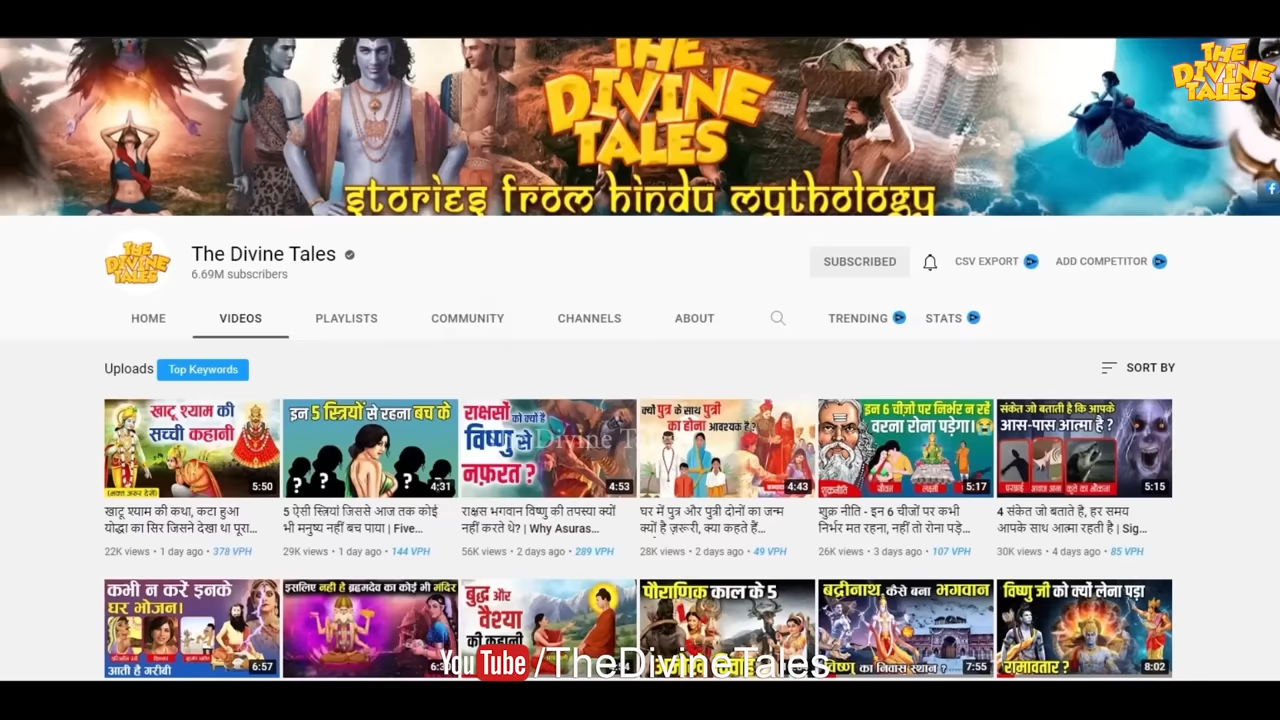 THE
DIVINE
TALES
stories from hindu mythology
THE
DIVINE
TALES
THE
DIVINE
TALES
The Divine Tales
6.69M subscribers
SUBSCRIBED
CSV EXPORT
ADD COMPETITOR
HOME
VIDEOS
PLAYLISTS
COMMUNITY
CHANNELS
ABOUT
TRENDING
STATS
Uploads
Top Keywords
SORT BY
खाटू श्याम की
सच्ची कहानी
5:50
इन 5 स्त्रियों से रहना बच के
? ? ?
4:31
राक्षसों को क्यों है
विष्णु से
नफ़रत ?
4:53
क्यों पुत्र के साथ पुत्री
का होना आवश्यक है ?
4:43
इन 6 चीज़ों पर निर्भर न रहें
वरना रोना पड़ेगा।
शुक्रनीति
5:17
संकेत जो बताते है कि आपके
आस-पास आत्मा है ?
5:15
खाटू श्याम की कथा, कटा हुआ
योद्धा का सिर जिसने देखा था पूरा...
22K views • 1 day ago • 378 VPH
5 ऐसी स्त्रियां जिससे आज तक कोई
भी मनुष्य नहीं बच पाया | Five...
29K views • 1 day ago • 144 VPH
राक्षस भगवान विष्णु की तपस्या क्यों
नहीं करते थे? | Why Asuras...
56K views • 2 days ago • 289 VPH
घर में पुत्र और पुत्री दोनों का जन्म
क्यों है ज़रूरी, क्या कहते हैं...
28K views • 2 days ago • 49 VPH
शुक्र नीति - इन 6 चीजों पर कभी
निर्भर मत रहना, नहीं तो रोना पड़े...
26K views • 3 days ago • 107 VPH
4 संकेत जो बताते है, हर समय
आपके साथ आत्मा रहती है | Sig...
30K views • 4 days ago • 85 VPH
कभी न करें इनके
घर भोजन।
आती है गरीबी
6:57
इसलिए नही है ब्रह्मदेव का कोई भी मंदिर
बुद्ध और
वैश्या
की कहानी
पौराणिक काल के 5
बद्रीनाथ कैसे बना भगवान
विष्णु का निवास स्थान ?
7:55
विष्णु जी को क्यों लेना पड़ा
रामावतार ?
8:02
YouTube /TheDivineTales